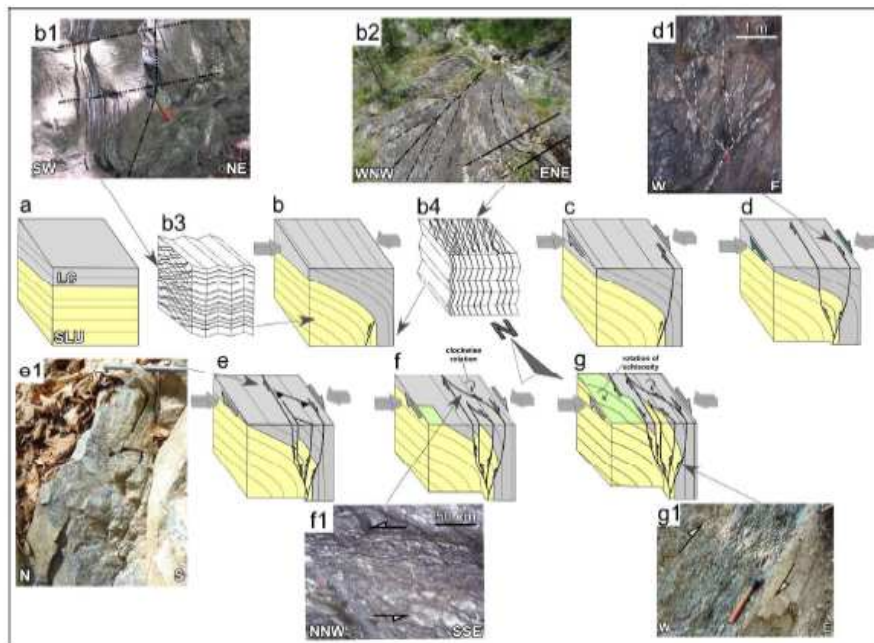 b1
b2
d1
1 m
SW
NE
WNW
ENE
W
E
a
b3
b
b4
c
d
LC
SLU
N
e1
e
clockwise
rotation
f
rotation of
schistosity
g
N
S
f1
NNW
SSE
g1
W
E